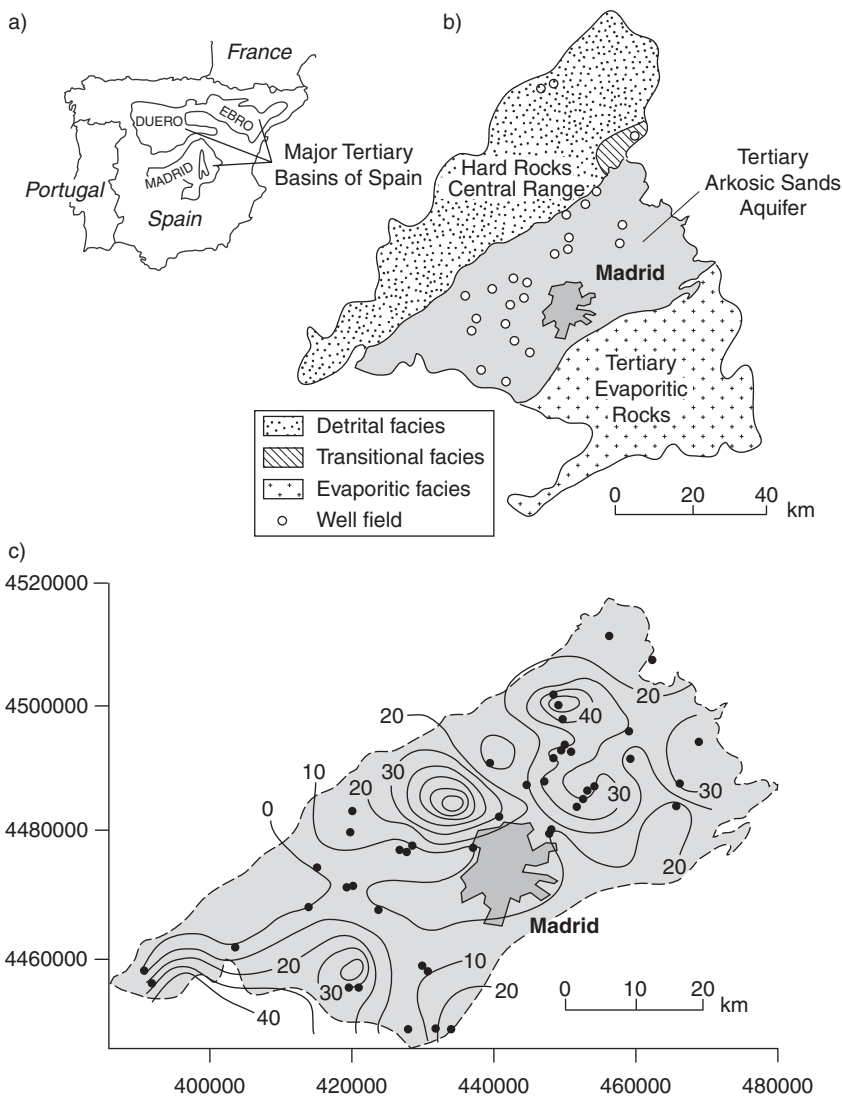 a)
France
DUERO
EBRO
MADRID
Portugal
Spain
Major Tertiary
Basins of Spain
b)
Hard Rocks
Central Range
Tertiary
Arkosic Sands
Aquifer
Madrid
Tertiary
Evaporitic
Rocks
Detrital facies
Transitional facies
Evaporitic facies
Well field
0 20 40
km
c)
4520000
4500000
4480000
4460000
20
40
20
30
10
20
30
30
0
20
20
10
30
20
40
Madrid
0 10 20
km
400000 420000 440000 460000 480000